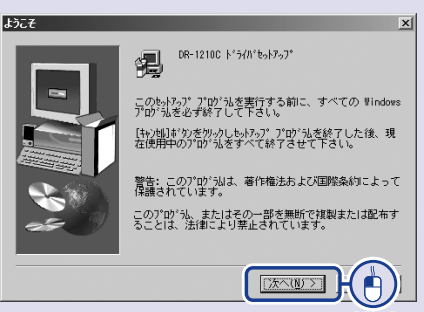 ようこそ
DR-1210C ﾄﾞﾗｲﾊﾞｾｯﾄｱｯﾌﾟ
このｾｯﾄｱｯﾌﾟ ﾌﾟﾛｸﾞﾗﾑを実行する前に、すべての Windows
ﾌﾟﾛｸﾞﾗﾑを必ず終了して下さい。
[ｷｬﾝｾﾙ]ﾎﾞﾀﾝをｸﾘｯｸしｾｯﾄｱｯﾌﾟ ﾌﾟﾛｸﾞﾗﾑを終了した後、現
在使用中のﾌﾟﾛｸﾞﾗﾑをすべて終了させて下さい。
警告: このﾌﾟﾛｸﾞﾗﾑは、著作権法および国際条約によって
保護されています。
このﾌﾟﾛｸﾞﾗﾑ、またはその一部を無断で複製または配布す
ることは、法律により禁止されています。
次へ(N) >